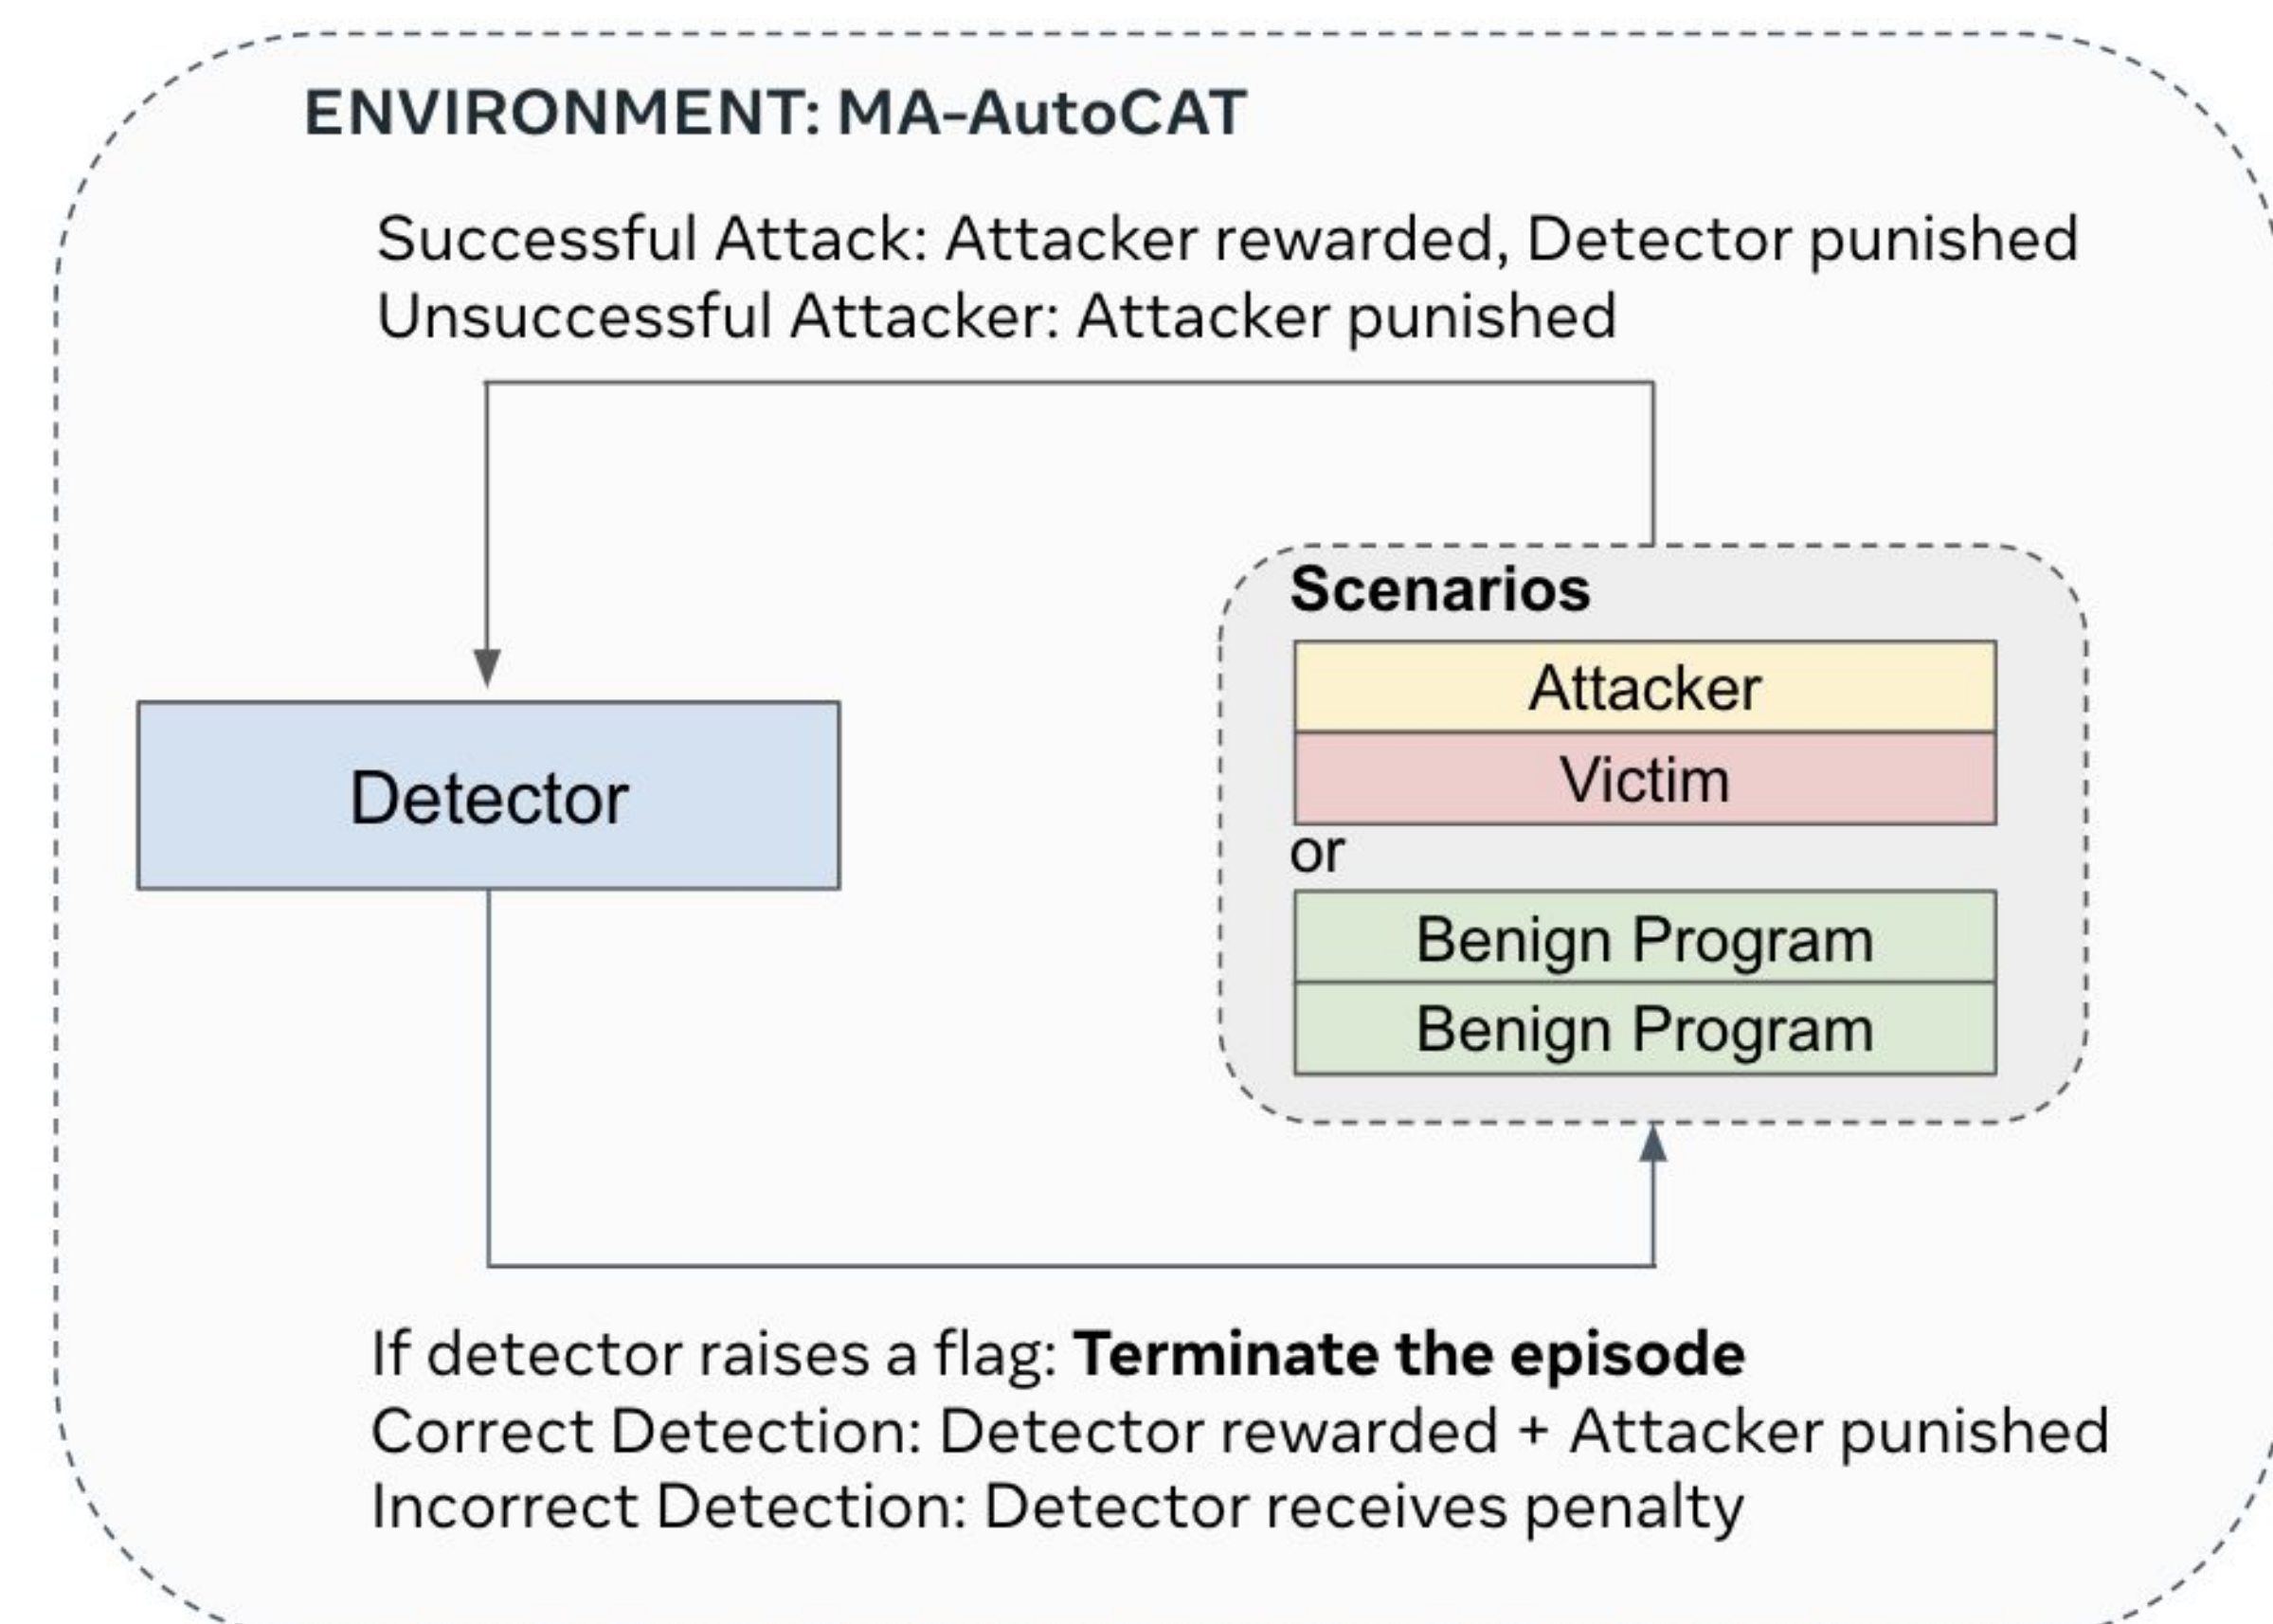 ENVIRONMENT: MA-AutoCAT
Successful Attack: Attacker rewarded, Detector punished
Unsuccessful Attacker: Attacker punished
Scenarios
Attacker
Victim
or
Benign Program
Benign Program
Detector
If detector raises a flag: Terminate the episode
Correct Detection: Detector rewarded + Attacker punished
Incorrect Detection: Detector receives penalty